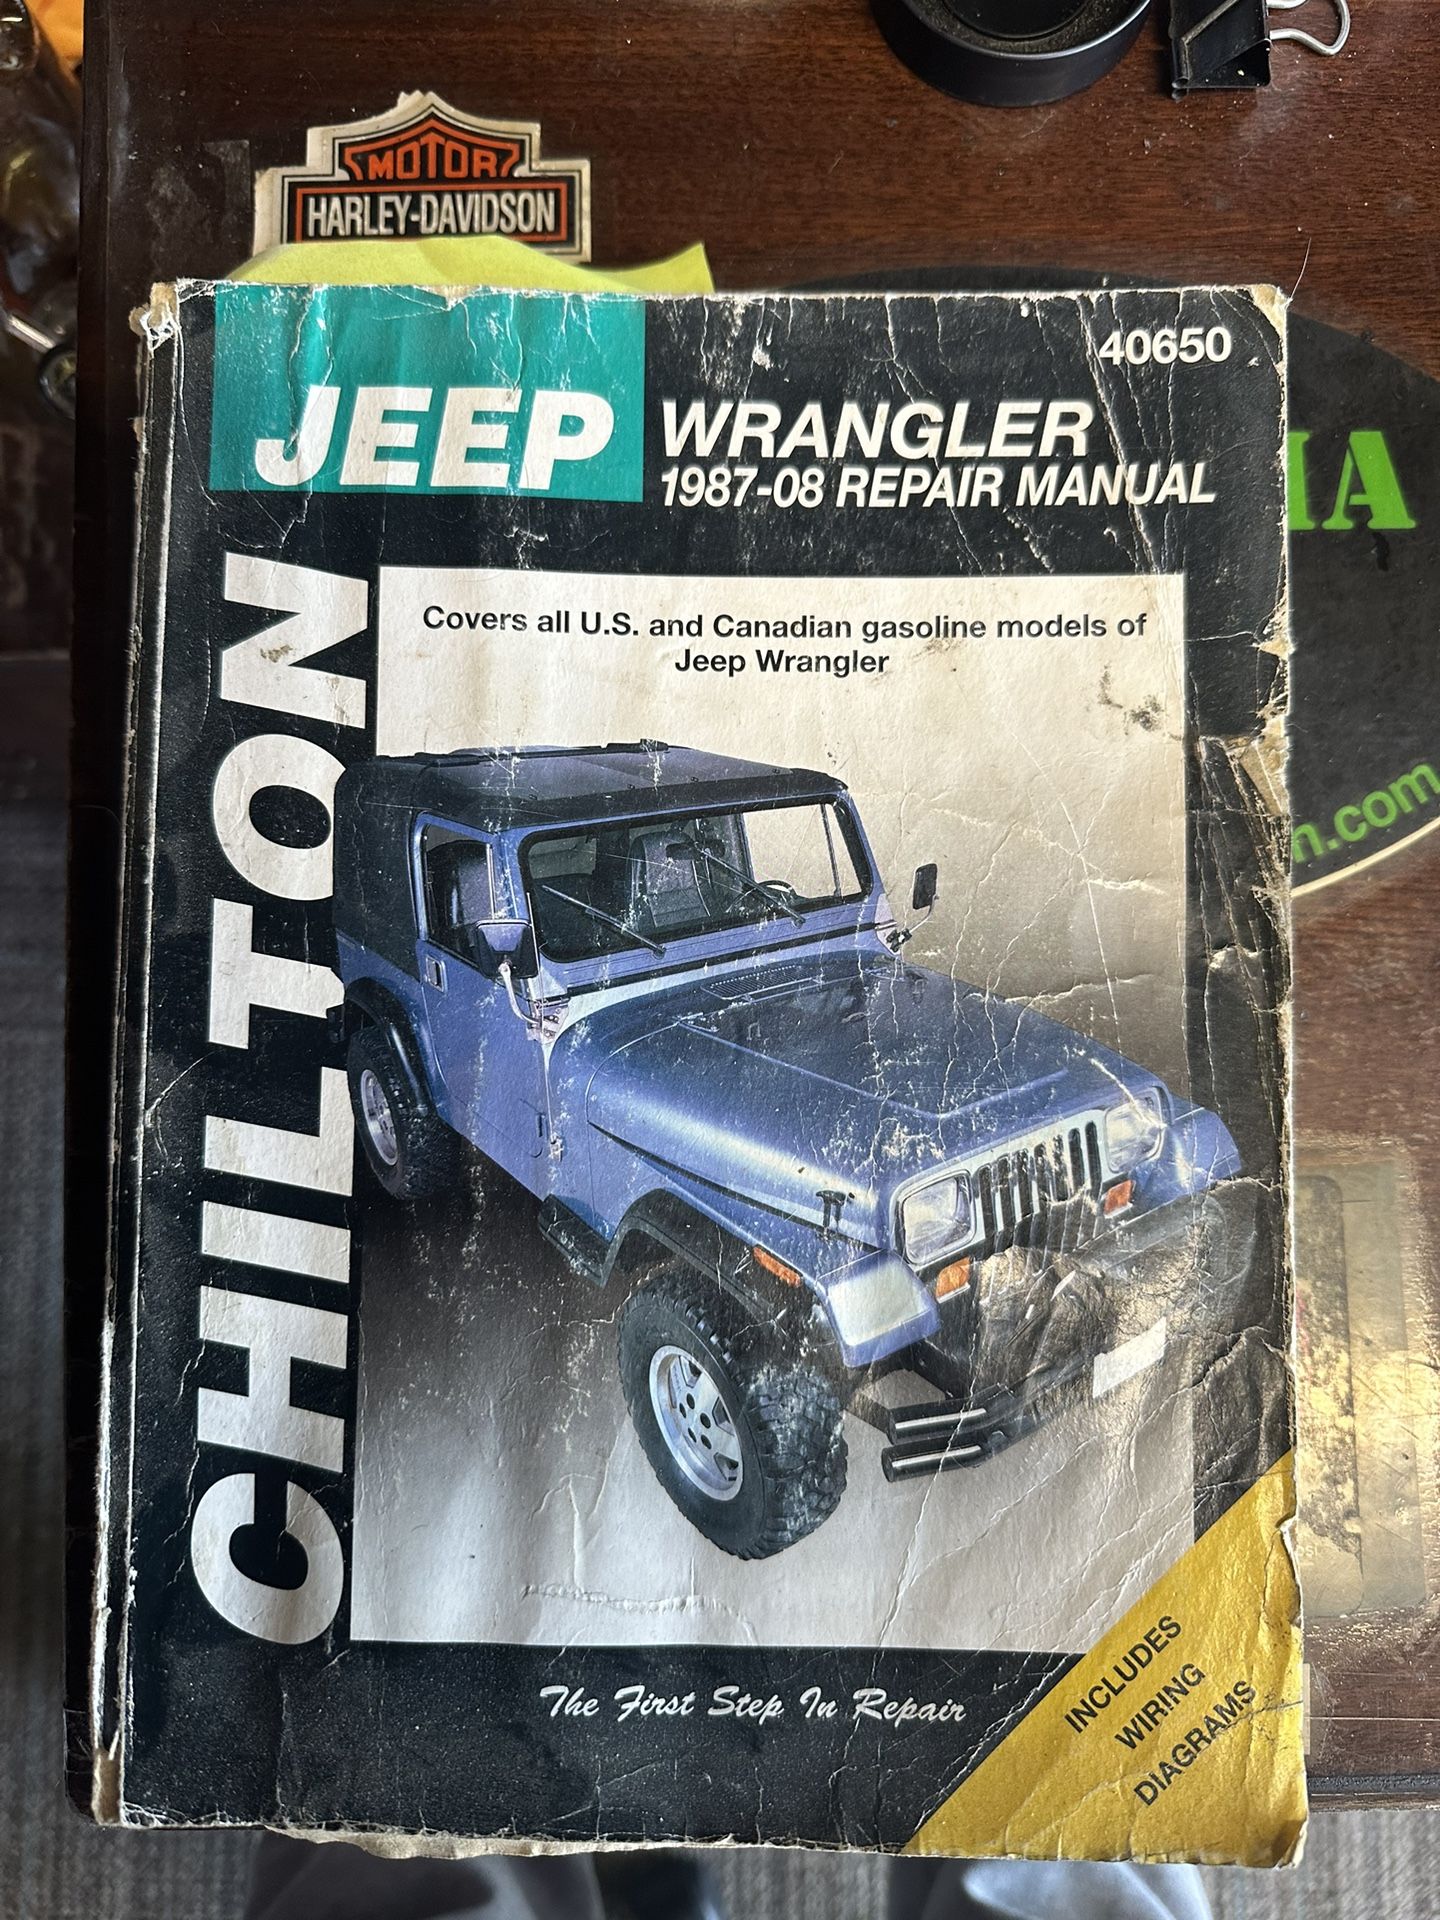 MOTOR
HARLEY-DAVIDSON
40650
JEEP
WRANGLER
1987-08 REPAIR MANUAL
CHILTON
Covers all U.S. and Canadian gasoline models of
Jeep Wrangler
The First Step In Repair
INCLUDES
WIRING
DIAGRAMS
n.com